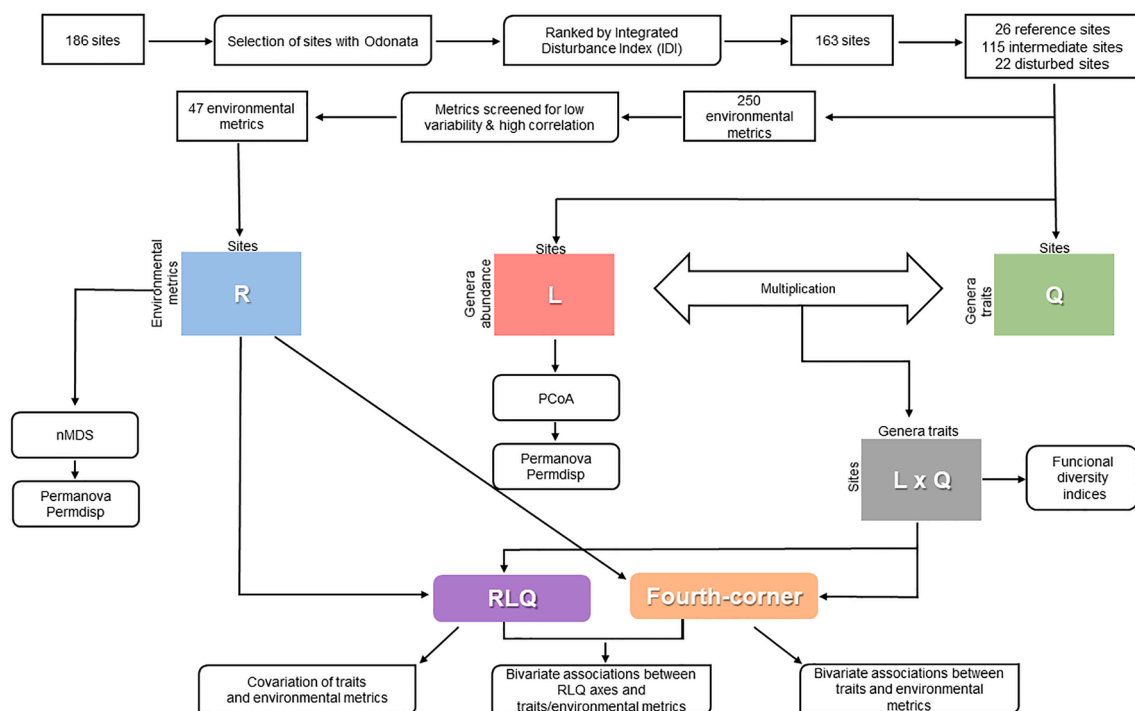 186 sites
Selection of sites with Odonata
Ranked by Integrated
Disturbance Index (IDI)
163 sites
26 reference sites
115 intermediate sites
22 disturbed sites
47 environmental
metrics
Metrics screened for low
variability & high correlation
250
environmental
metrics
Sites
Environmental
metrics
R
Sites
Genera
abundance
L
Multiplication
Sites
Genera
traits
Q
nMDS
Permanova
Permdisp
PCoA
Permanova
Permdisp
Genera traits
Sites
L x Q
Funcional
diversity
indices
RLQ
Fourth-corner
Covariation of traits
and environmental metrics
Bivariate associations between
RLQ axes and
traits/environmental metrics
Bivariate associations between
traits and environmental
metrics